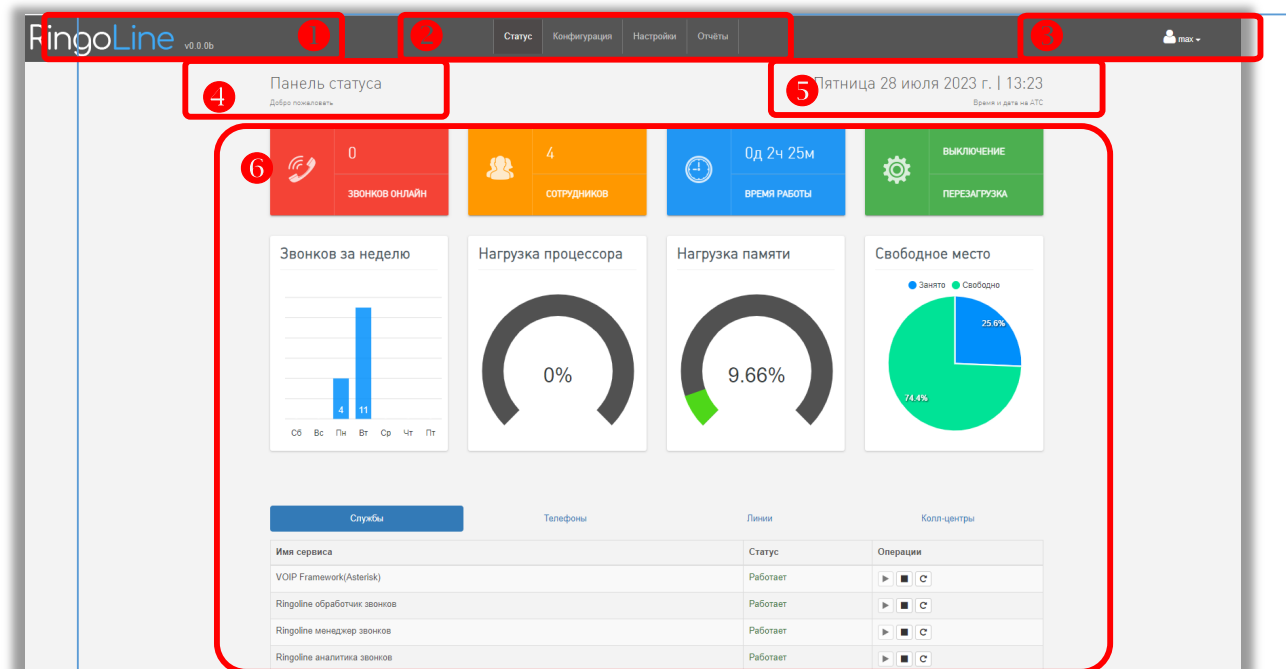 RingoLine v0.0.0b
1
2
Статус Конфигурация Настройки Отчёты
3
max
4
Панель статуса
Добро пожаловать
5
Пятница 28 июля 2023 г. | 13:23
Время и дата на АТС
6
0
ЗВОНКОВ ОНЛАЙН
4
СОТРУДНИКОВ
0д 2ч 25м
ВРЕМЯ РАБОТЫ
ВЫКЛЮЧЕНИЕ
ПЕРЕЗАГРУЗКА
Звонков за неделю
4 11
Сб Вс Пн Вт Ср Чт Пт
Нагрузка процессора
0%
Нагрузка памяти
9.66%
Свободное место
Занято Свободно
25.6%
74.4%
Службы Телефоны Линии Колл-центры
Имя сервиса Статус Операции
VOIP Framework(Asterisk) Работает
Ringoline обработчик звонков Работает
Ringoline менеджер звонков Работает
Ringoline аналитика звонков Работает